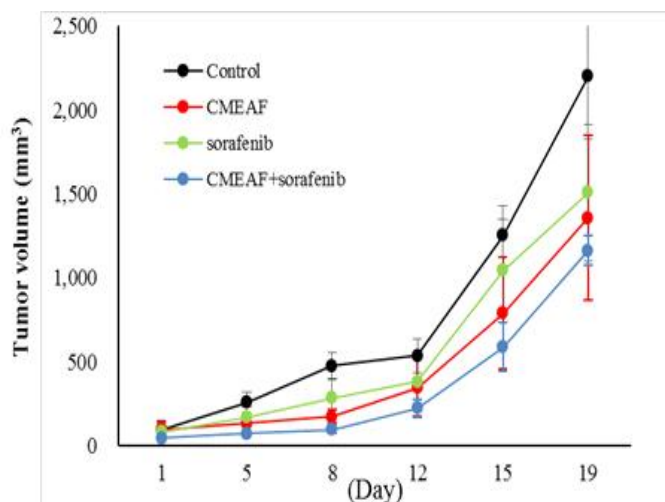 2,500
Control
CMEAF
sorafenib
CMEAF+sorafenib
2,000
1,500
1,000
500
0
Tumor volume (mm³)
1 5 8 12 15 19
(Day)